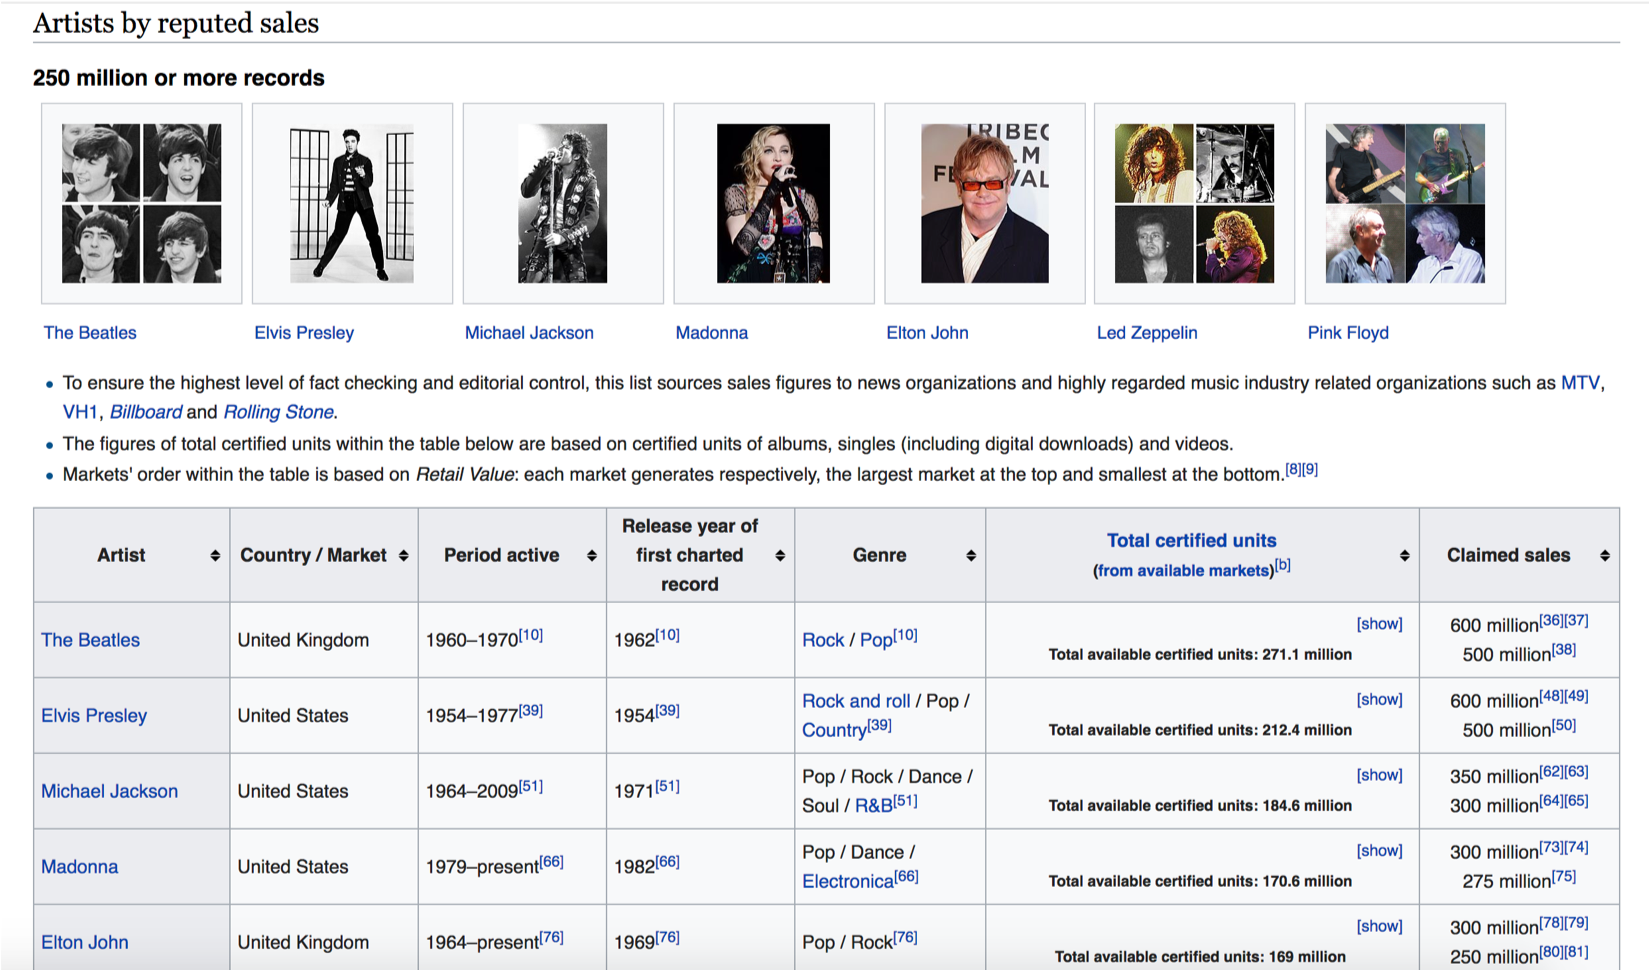 Artists by reputed sales
250 million or more records
TRIBEC
LM
FE VAL
The Beatles
Elvis Presley
Michael Jackson
Madonna
Elton John
Led Zeppelin
Pink Floyd
• To ensure the highest level of fact checking and editorial control, this list sources sales figures to news organizations and highly regarded music industry related organizations such as MTV,
VH1, Billboard and Rolling Stone.
• The figures of total certified units within the table below are based on certified units of albums, singles (including digital downloads) and videos.
• Markets' order within the table is based on Retail Value: each market generates respectively, the largest market at the top and smallest at the bottom.[8][9]
Artist
Country / Market
Period active
Release year of
first charted
record
Genre
Total certified units
(from available markets)[b]
Claimed sales
The Beatles
United Kingdom
1960–1970[10]
1962[10]
Rock / Pop[10]
[show]
Total available certified units: 271.1 million
600 million[36][37]
500 million[38]
Elvis Presley
United States
1954–1977[39]
1954[39]
Rock and roll / Pop /
Country[39]
[show]
Total available certified units: 212.4 million
600 million[48][49]
500 million[50]
Michael Jackson
United States
1964–2009[51]
1971[51]
Pop / Rock / Dance /
Soul / R&B[51]
[show]
Total available certified units: 184.6 million
350 million[62][63]
300 million[64][65]
Madonna
United States
1979–present[66]
1982[66]
Pop / Dance /
Electronica[66]
[show]
Total available certified units: 170.6 million
300 million[73][74]
275 million[75]
Elton John
United Kingdom
1964–present[76]
1969[76]
Pop / Rock[76]
[show]
Total available certified units: 169 million
300 million[78][79]
250 million[80][81]